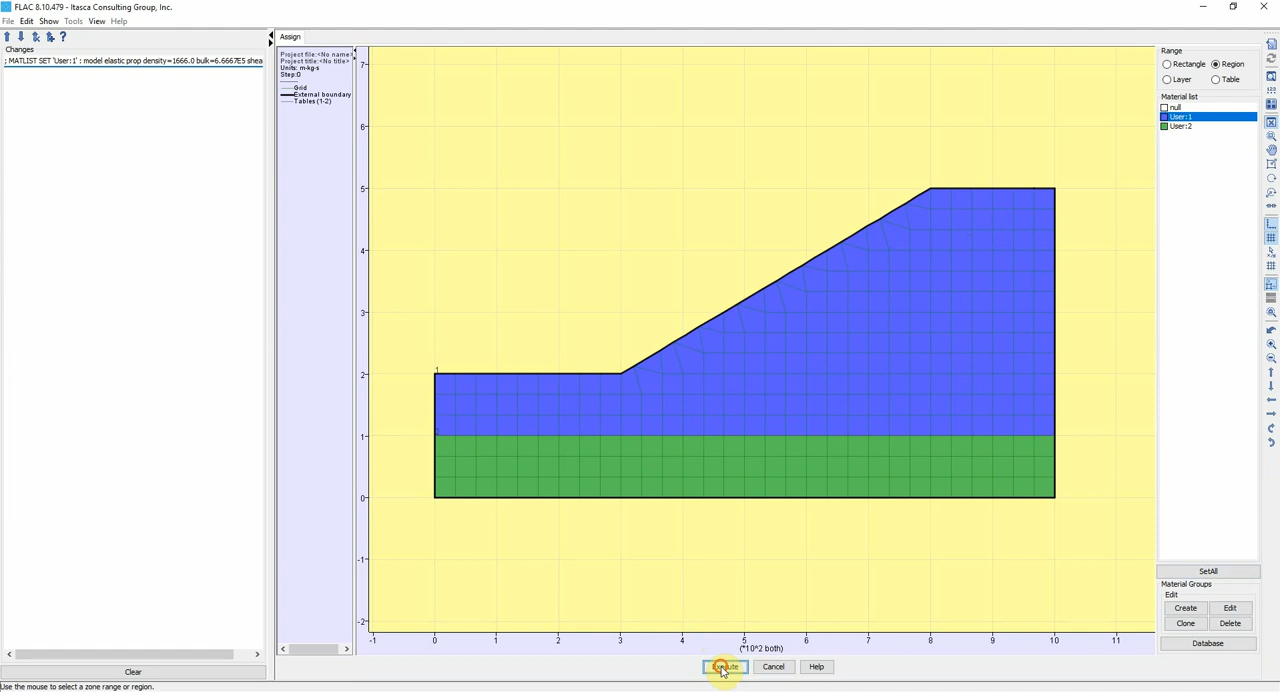 FLAC 8.10.479 - Itasca Consulting Group, Inc.
File Edit Show Tools View Help
Changes
; MATLIST SET 'User:1' ; model elastic prop density=1666.0 bulk=6.6667E5 shea
Assign
Project file:<No name>
Project title:<No title>
Units: m-kg-s
Step:0
Grid
External boundary
Tables (1-2)
7
6
5
4
3
2
1
0
-1
-2
1
-1 0 1 2 3 4 5 6 7 8 9 10 11
(*10^2 both)
Range
Rectangle Region
Layer Table
Material list
null
User:1
User:2
SetAll
Material Groups
Edit
Create Edit
Clone Delete
Database
Clear
Execute Cancel Help
Use the mouse to select a zone range or region.